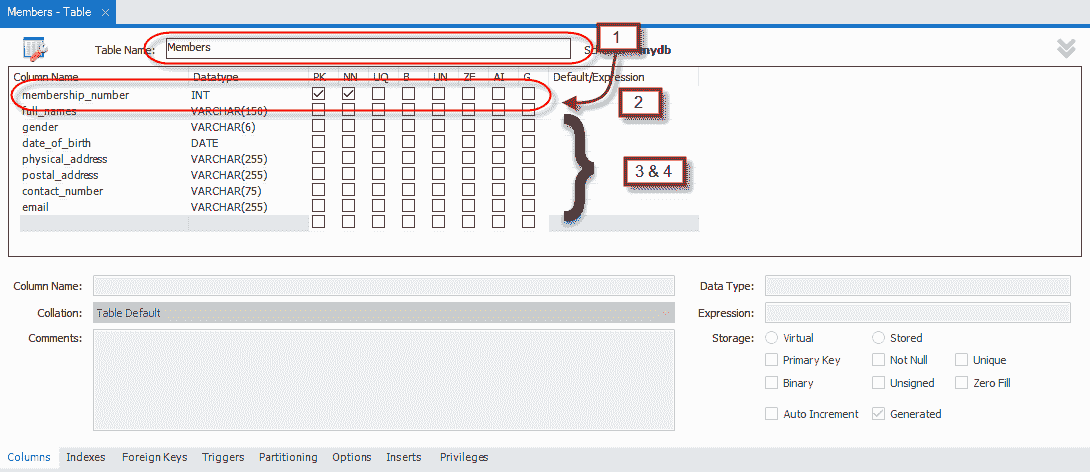 Members - Table ×
Table Name: Members 1 mydb
Column Name Datatype PK NN UQ B UN ZF AI G Default/Expression
membership_number INT 2
full_names VARCHAR(150)
gender VARCHAR(6)
date_of_birth DATE
physical_address VARCHAR(255) 3 & 4
postal_address VARCHAR(255)
contact_number VARCHAR(75)
email VARCHAR(255)
Column Name: Data Type:
Collation: Table Default Expression:
Comments: Storage: Virtual Stored
Primary Key Not Null Unique
Binary Unsigned Zero Fill
Auto Increment Generated
Columns Indexes Foreign Keys Triggers Partitioning Options Inserts Privileges